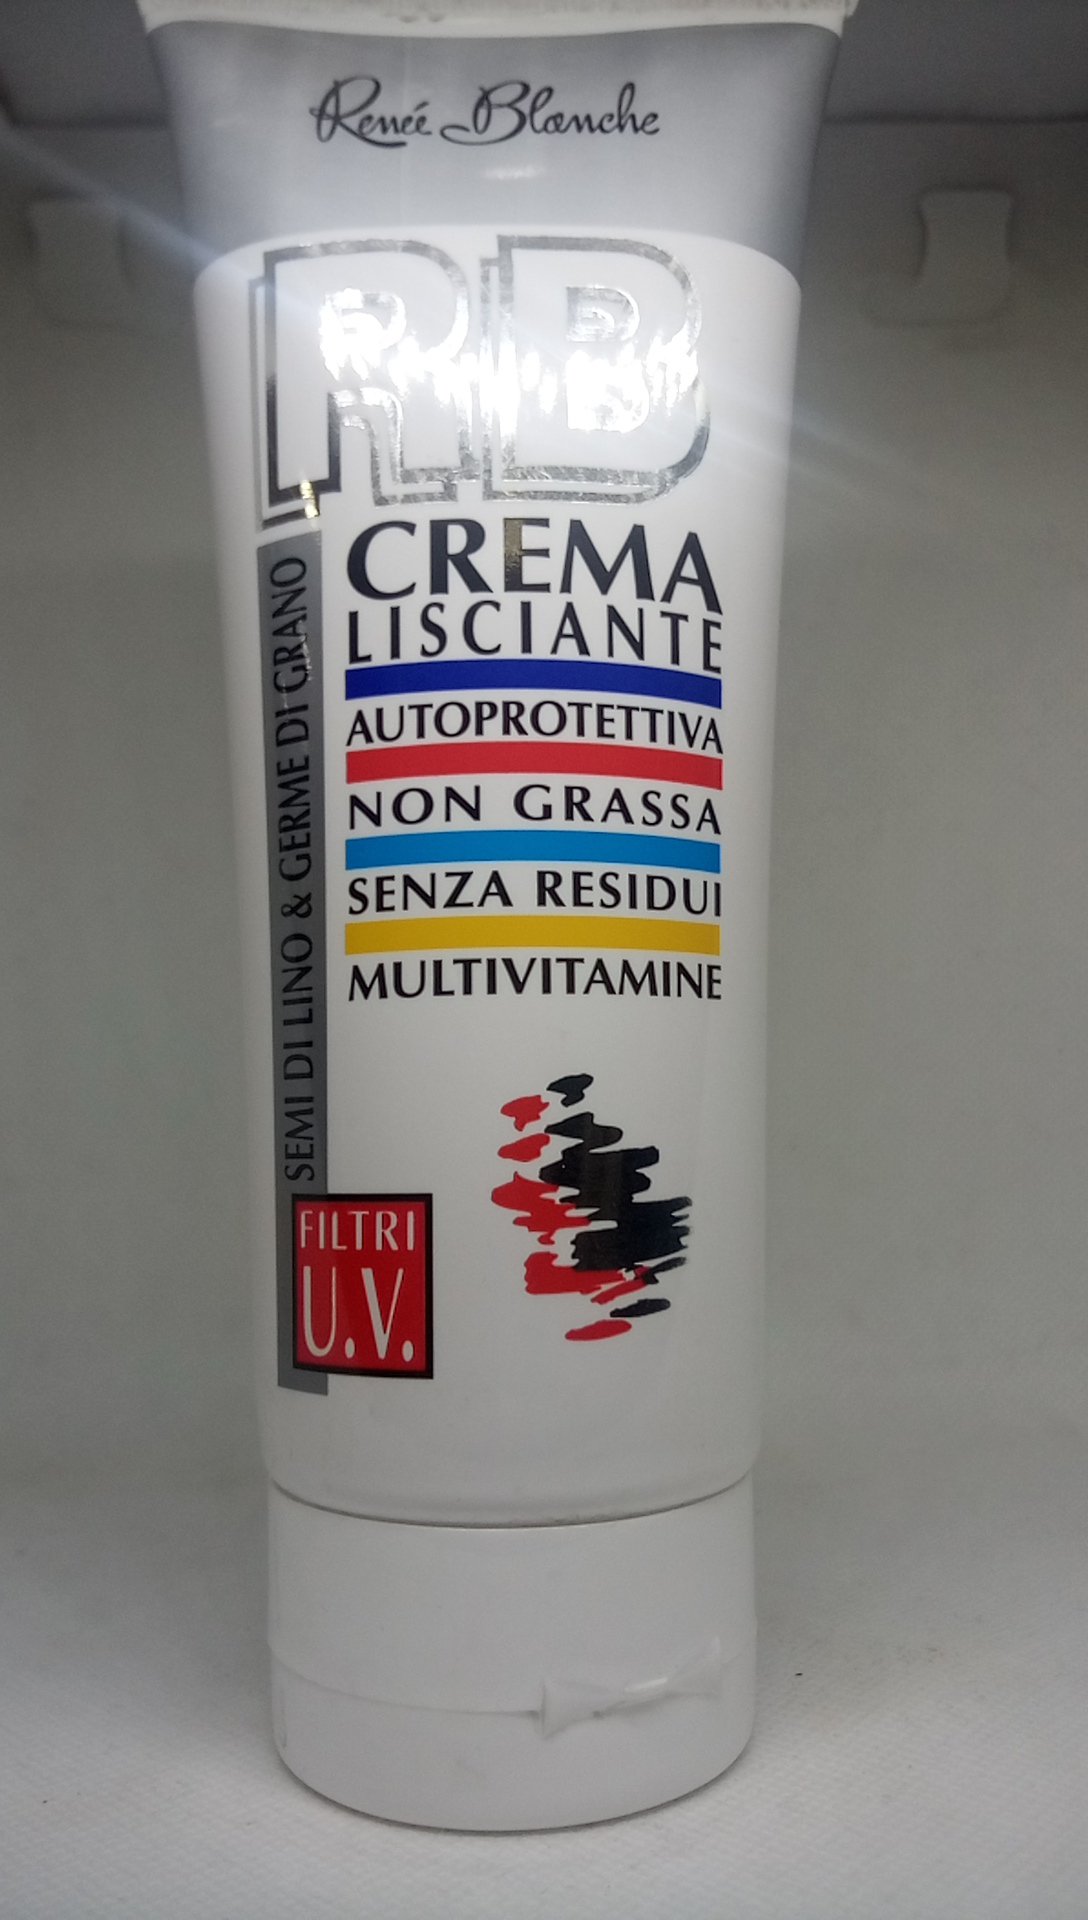 Renée Blanche
RB
CREMA
LISCIANTE
AUTOPROTETTIVA
NON GRASSA
SENZA RESIDUI
MULTIVITAMINE
SEMI DI LINO & GERME DI GRANO
FILTRI
U.V.